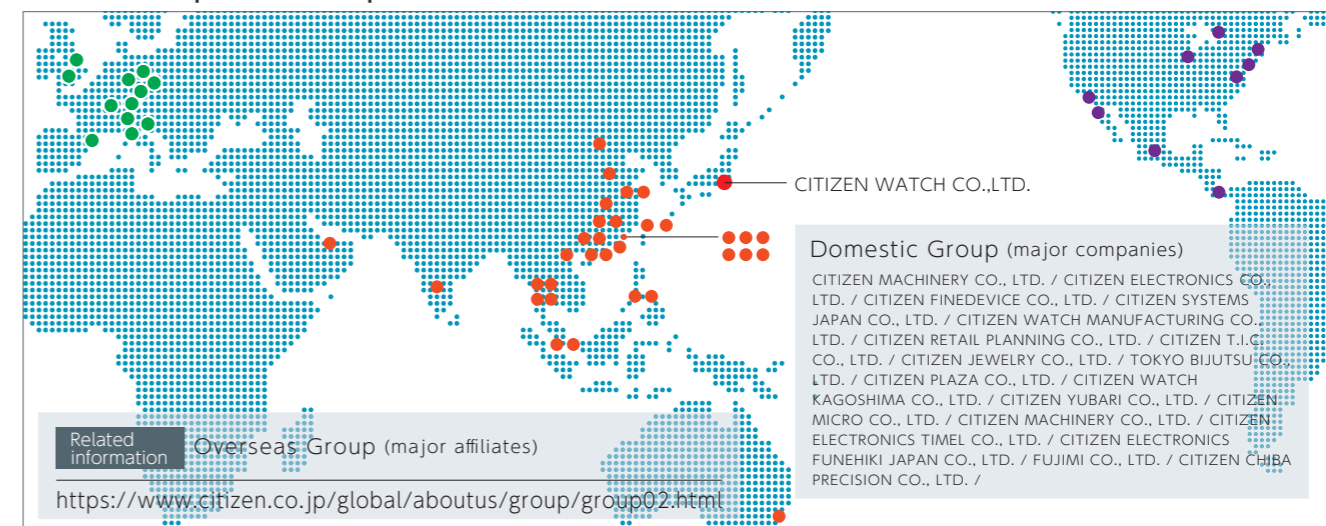 CITIZEN WATCH CO.,LTD.
Domestic Group (major companies)
CITIZEN MACHINERY CO., LTD. / CITIZEN ELECTRONICS CO.,
LTD. / CITIZEN FINEDEVICE CO., LTD. / CITIZEN SYSTEMS
JAPAN CO., LTD. / CITIZEN WATCH MANUFACTURING CO.,
LTD. / CITIZEN RETAIL PLANNING CO., LTD. / CITIZEN T.I.C.
CO., LTD. / CITIZEN JEWELRY CO., LTD. / TOKYO BIJUTSU CO.,
LTD. / CITIZEN PLAZA CO., LTD. / CITIZEN WATCH
KAGOSHIMA CO., LTD. / CITIZEN YUBARI CO., LTD. / CITIZEN
MICRO CO., LTD. / CITIZEN MACHINERY CO., LTD. / CITIZEN
ELECTRONICS TIMEL CO., LTD. / CITIZEN ELECTRONICS
FUNEHIKI JAPAN CO., LTD. / FUJIMI CO., LTD. / CITIZEN CHIBA
PRECISION CO., LTD. /
Related
information
Overseas Group (major affiliates)
https://www.citizen.co.jp/global/aboutus/group/group02.html